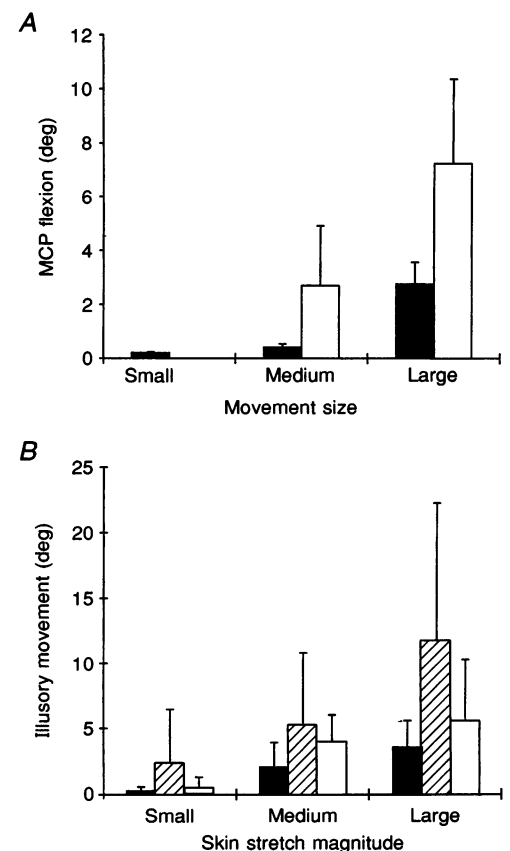 A
12
10
8
6
4
2
0
MCP flexion (deg)
Small Medium Large
Movement size
B
25
20
15
10
5
0
Illusory movement (deg)
Small Medium Large
Skin stretch magnitude